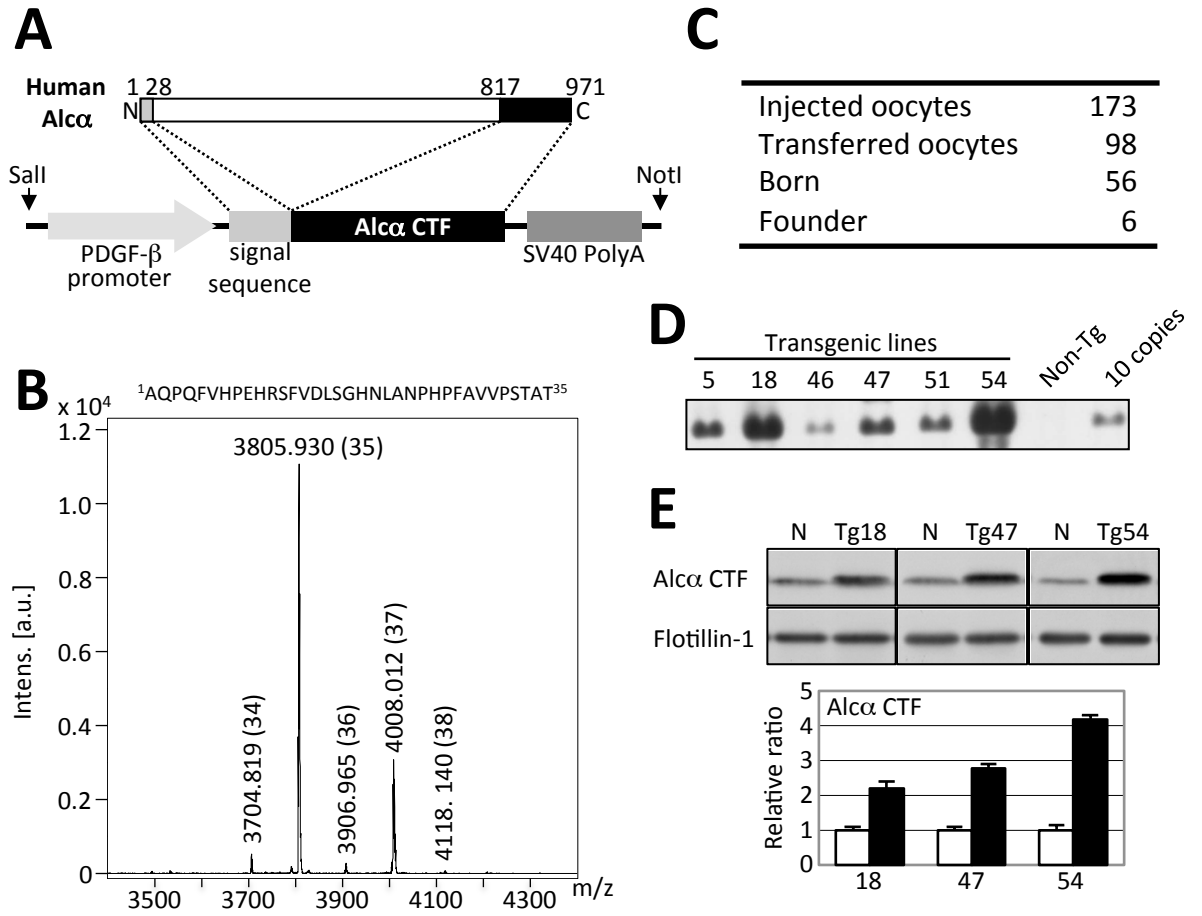 A
Human
Alcα
1 28
817
971
N
C
SalI
NotI
Alcα CTF
PDGF-β
promoter
signal
sequence
SV40 PolyA
B
¹AQPQFVHPEHRSFVDLSGHNLANPHPFAVVPSTAT³⁵
x 10⁴
Intens. [a.u.]
1.2
1.0
0.8
0.6
0.4
0.2
0
3704.819 (34)
3805.930 (35)
3906.965 (36)
4008.012 (37)
4118. 140 (38)
3500 3700 3900 4100 4300
m/z
C
Injected oocytes 173
Transferred oocytes 98
Born 56
Founder 6
D
Transgenic lines
5 18 46 47 51 54
Non-Tg
10 copies
E
N Tg18 N Tg47 N Tg54
Alcα CTF
Flotillin-1
Relative ratio
Alcα CTF
5
4
3
2
1
0
18 47 54